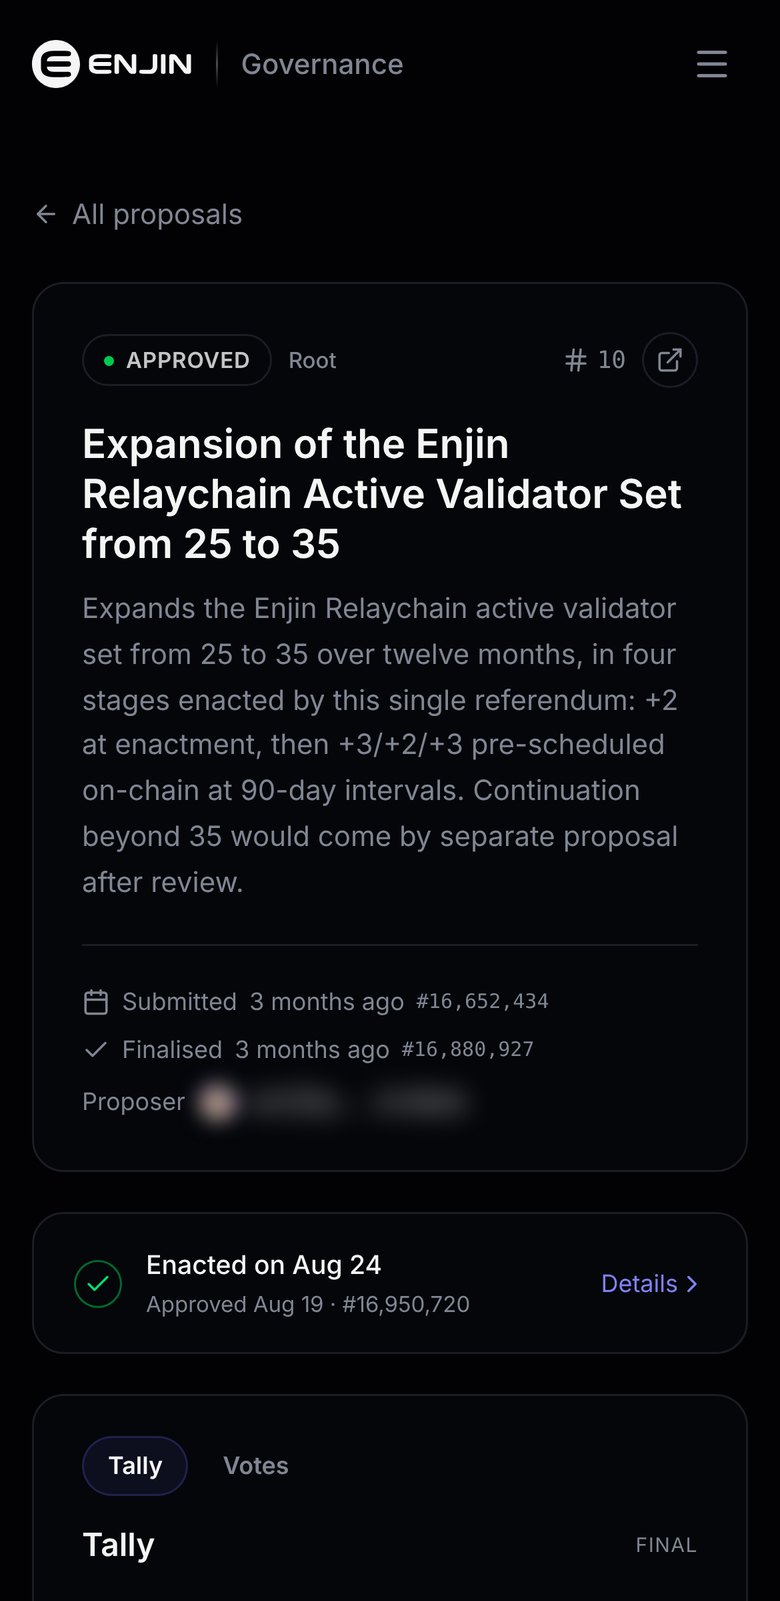 ENJIN Governance
All proposals
APPROVED Root # 10
Expansion of the Enjin
Relaychain Active Validator Set
from 25 to 35
Expands the Enjin Relaychain active validator
set from 25 to 35 over twelve months, in four
stages enacted by this single referendum: +2
at enactment, then +3/+2/+3 pre-scheduled
on-chain at 90-day intervals. Continuation
beyond 35 would come by separate proposal
after review.
Submitted 3 months ago #16,652,434
Finalised 3 months ago #16,880,927
Proposer
Enacted on Aug 24
Approved Aug 19 · #16,950,720
Details
Tally Votes
Tally FINAL